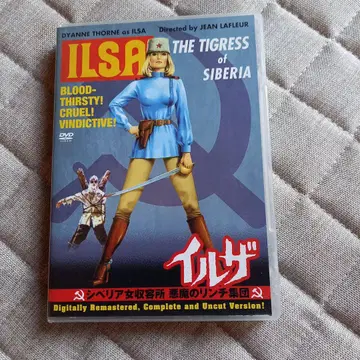 DYANNE THORNE as ILSA
Directed by JEAN LAFLEUR
ILSA
THE TIGRESS
of
SIBERIA
BLOOD-
THIRSTY!
CRUEL!
VINDICTIVE!
DVD
イルザ
シベリア女収容所 悪魔のリンチ集団
Digitally Remastered, Complete and Uncut Version!